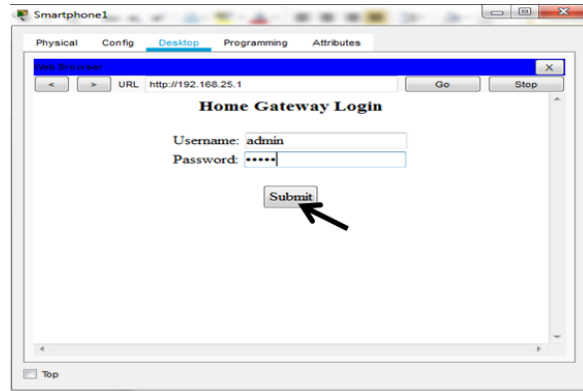 Smartphone1
Physical Config Desktop Programming Attributes
Web Browser
< > URL http://192.168.25.1 Go Stop
Home Gateway Login
Username: admin
Password: •••••
Submit
Top